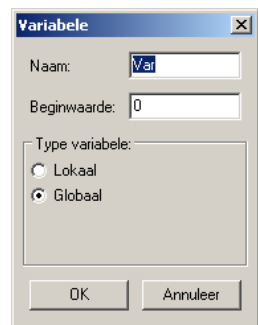 Variabele
Naam: Var
Beginwaarde: 0
Type variabele:
Lokaal
Globaal
OK Annuleer